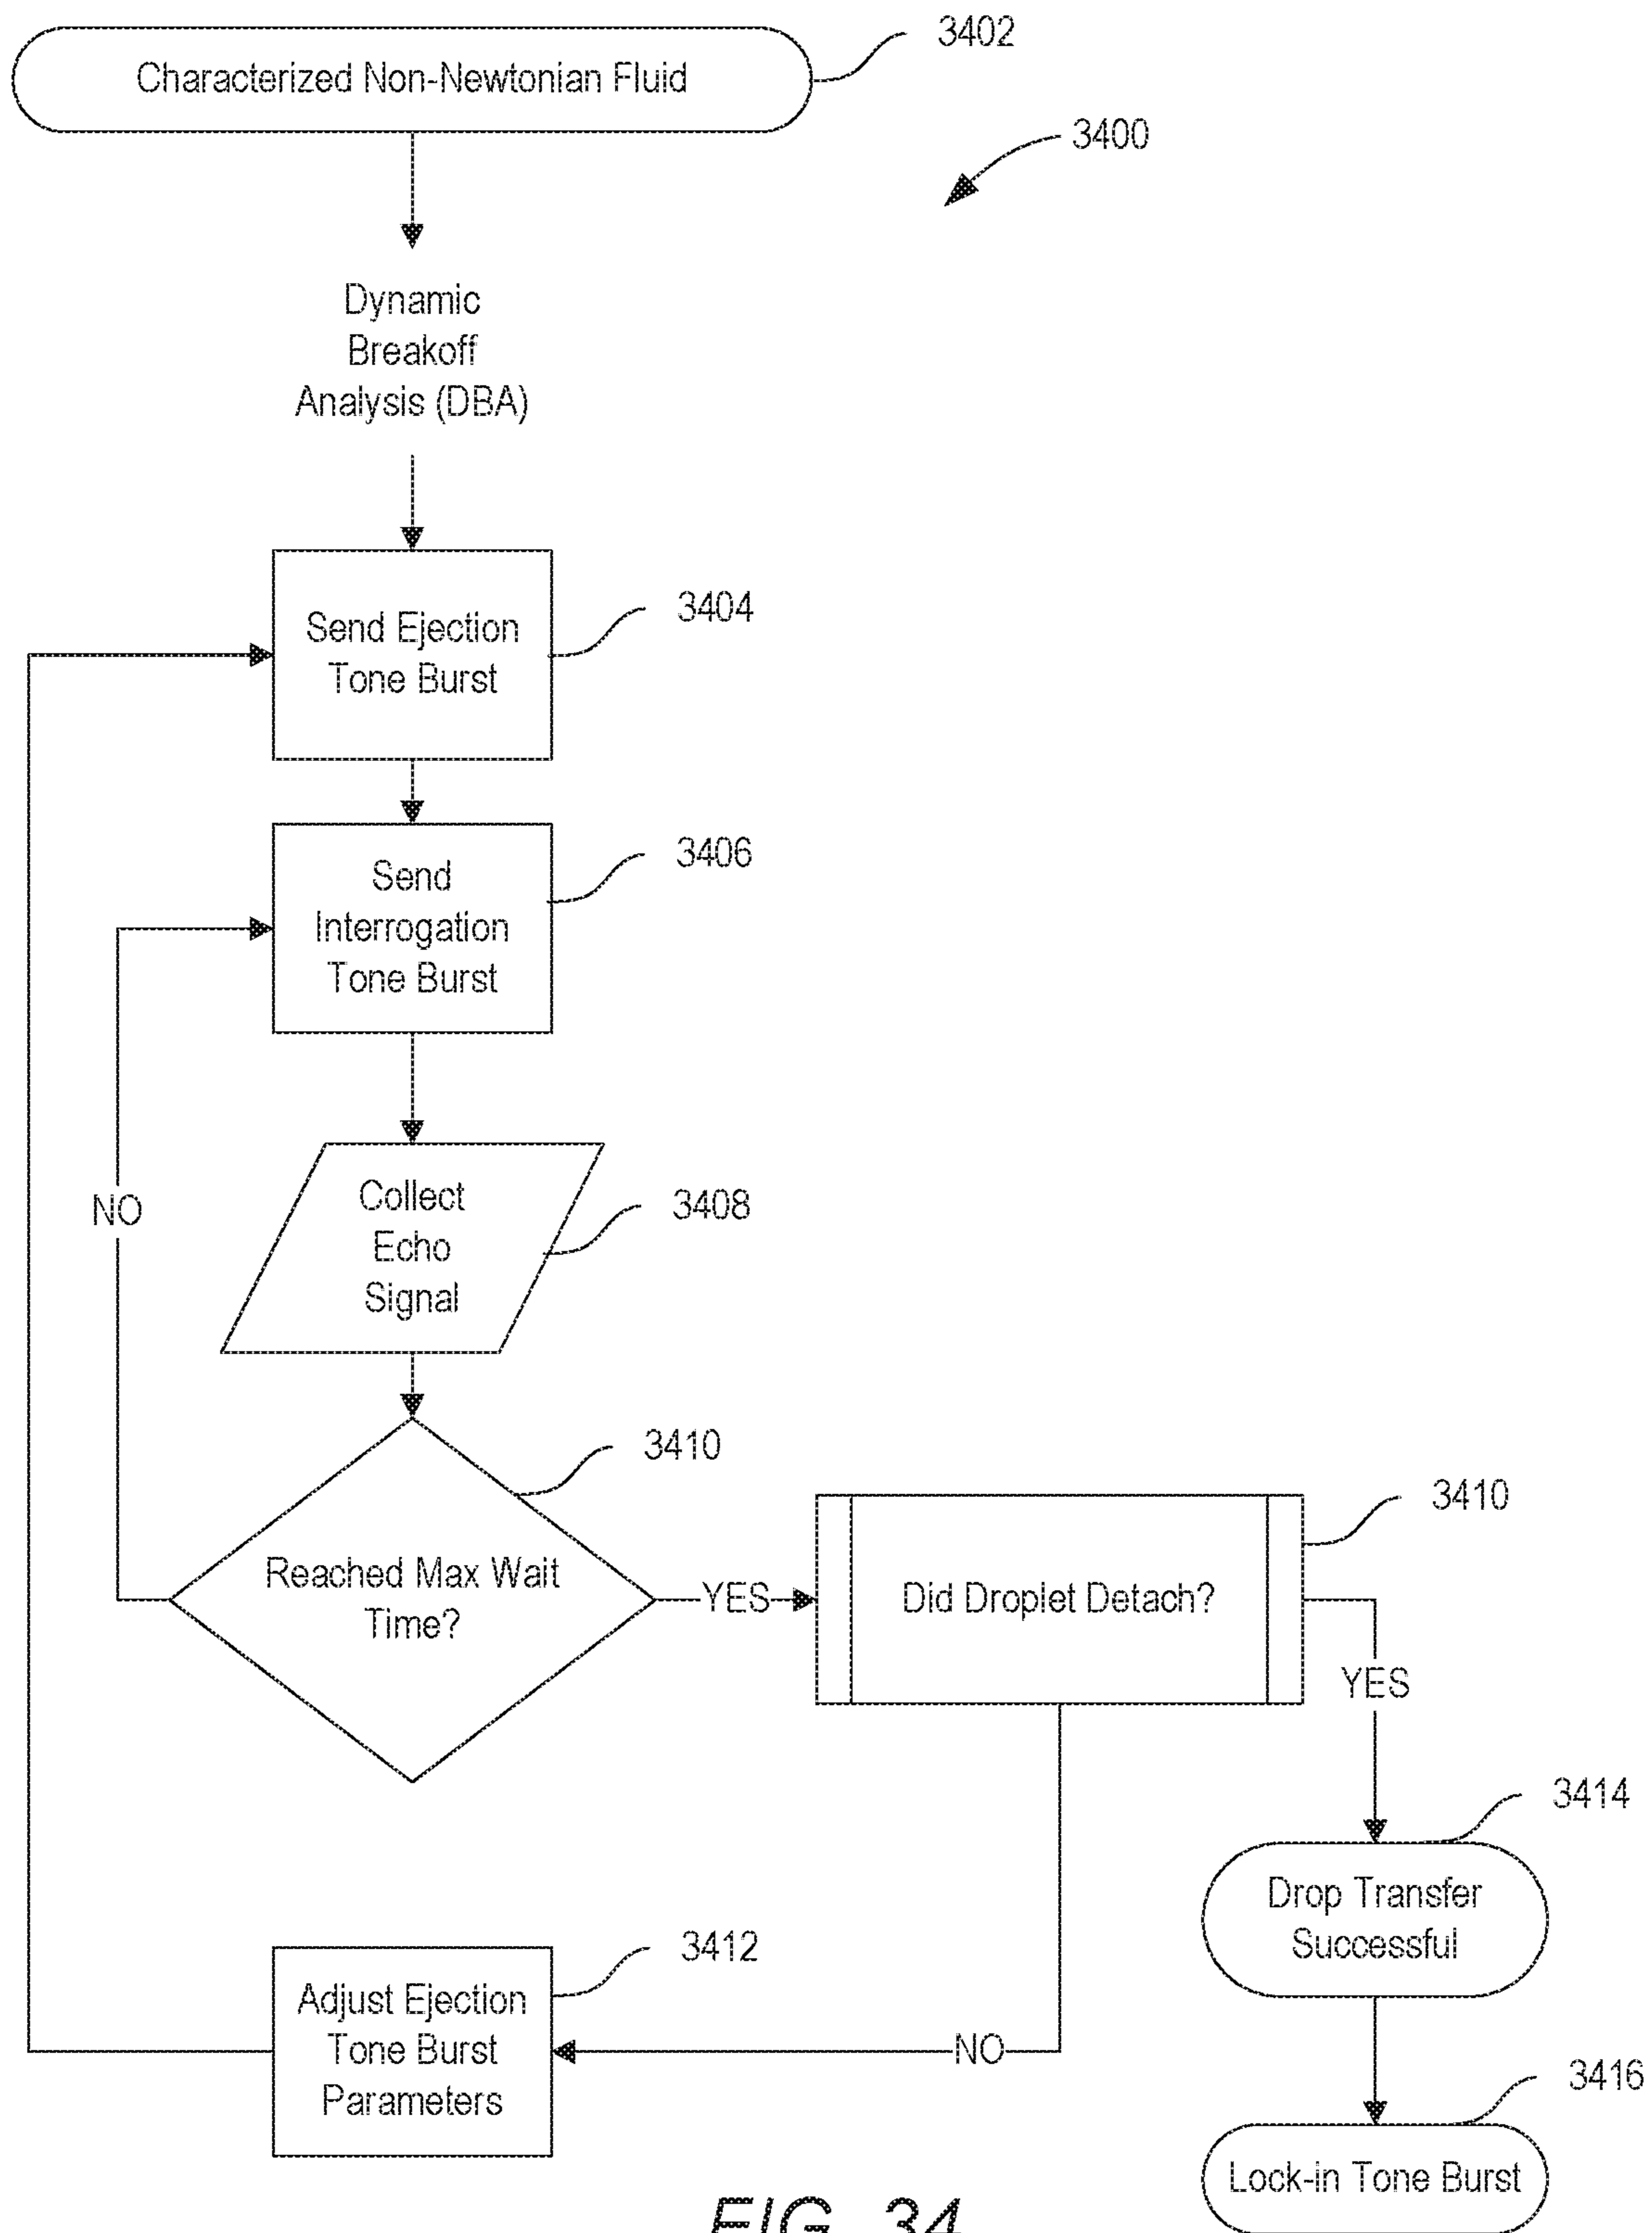 3402
Characterized Non-Newtonian Fluid
3400
Dynamic
Breakoff
Analysis (DBA)
3404
Send Ejection
Tone Burst
3406
Send
Interrogation
Tone Burst
Collect
Echo
Signal
3408
NO
3410
3410
Reached Max Wait
Time?
YES
Did Droplet Detach?
YES
3414
Drop Transfer
Successful
3412
Adjust Ejection
Tone Burst
Parameters
NO
3416
Lock-in Tone Burst
FIG. 34